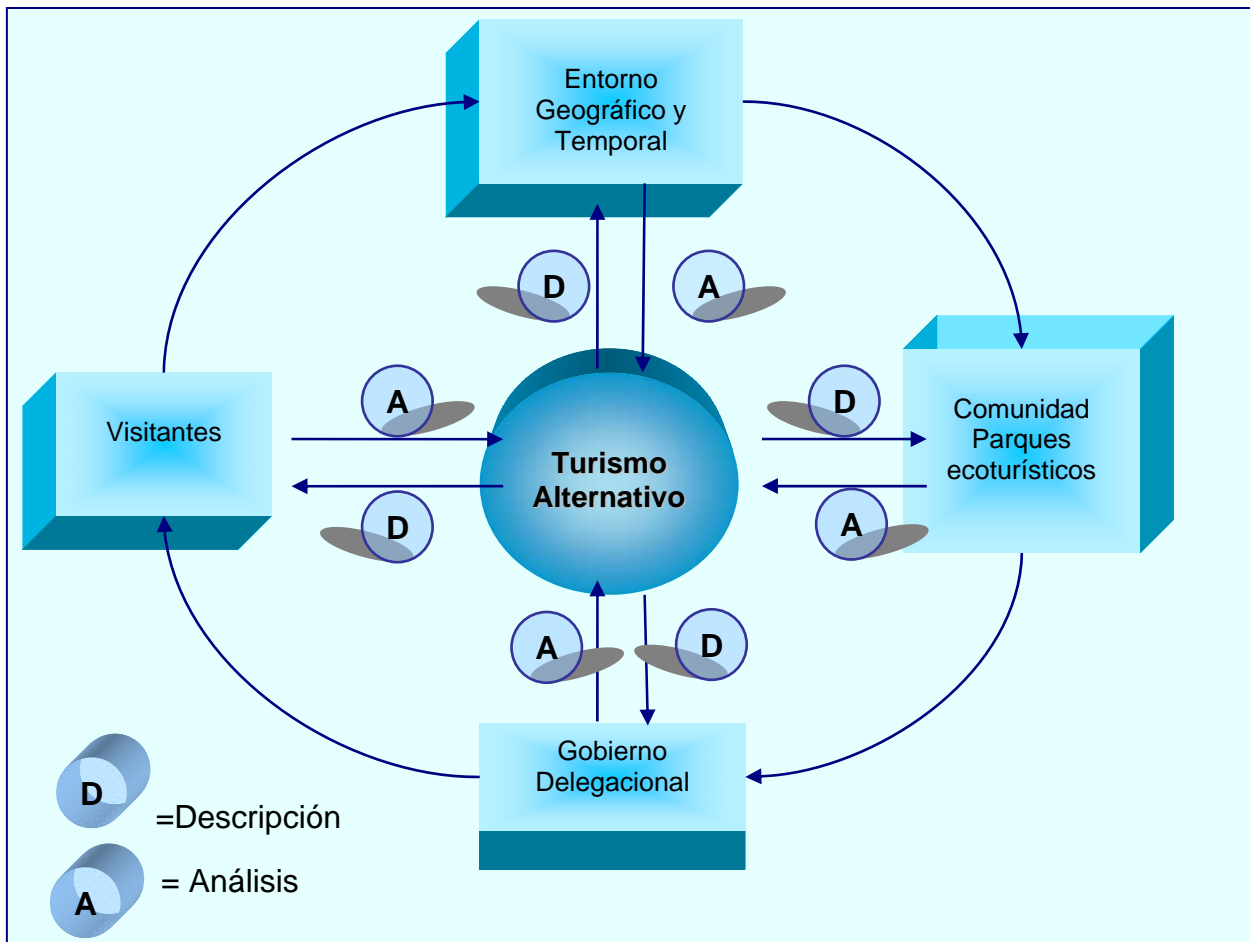 Entorno
Geográfico y
Temporal
D
A
A
D
Visitantes
Comunidad
Parques
ecoturísticos
Turismo
Alternativo
D
A
A
D
Gobierno
Delegacional
D
=Descripción
A
= Análisis